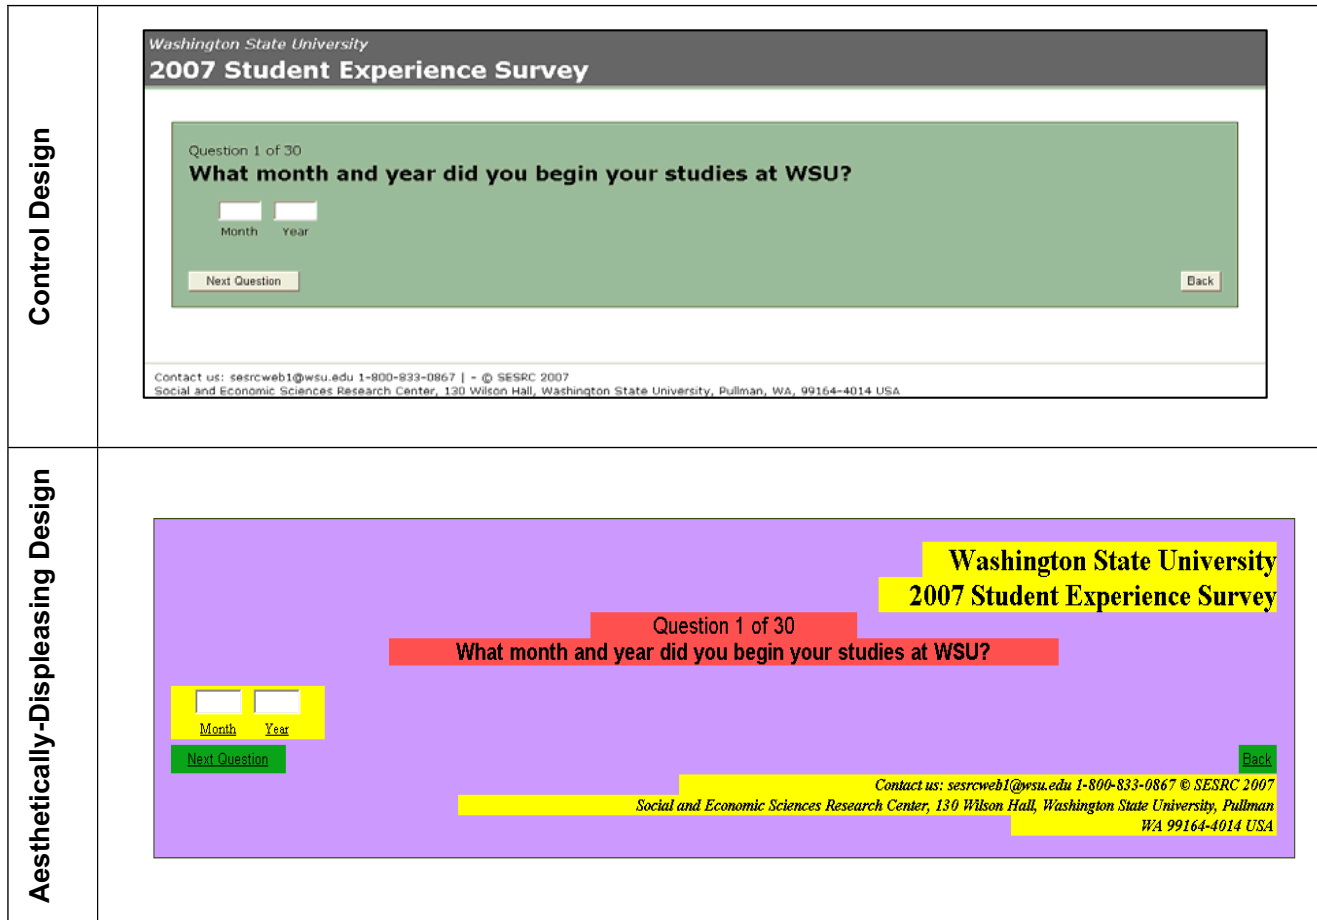 Control Design
Washington State University
2007 Student Experience Survey
Question 1 of 30
What month and year did you begin your studies at WSU?
Month Year
Next Question Back
Contact us: sesrcweb1@wsu.edu 1-800-833-0867 | - © SESRC 2007
Social and Economic Sciences Research Center, 130 Wilson Hall, Washington State University, Pullman, WA, 99164-4014 USA
Aesthetically-Displeasing Design
Washington State University
2007 Student Experience Survey
Question 1 of 30
What month and year did you begin your studies at WSU?
Month Year
Next Question Back
Contact us: sesrcweb1@wsu.edu 1-800-833-0867 © SESRC 2007
Social and Economic Sciences Research Center, 130 Wilson Hall, Washington State University, Pullman
WA 99164-4014 USA